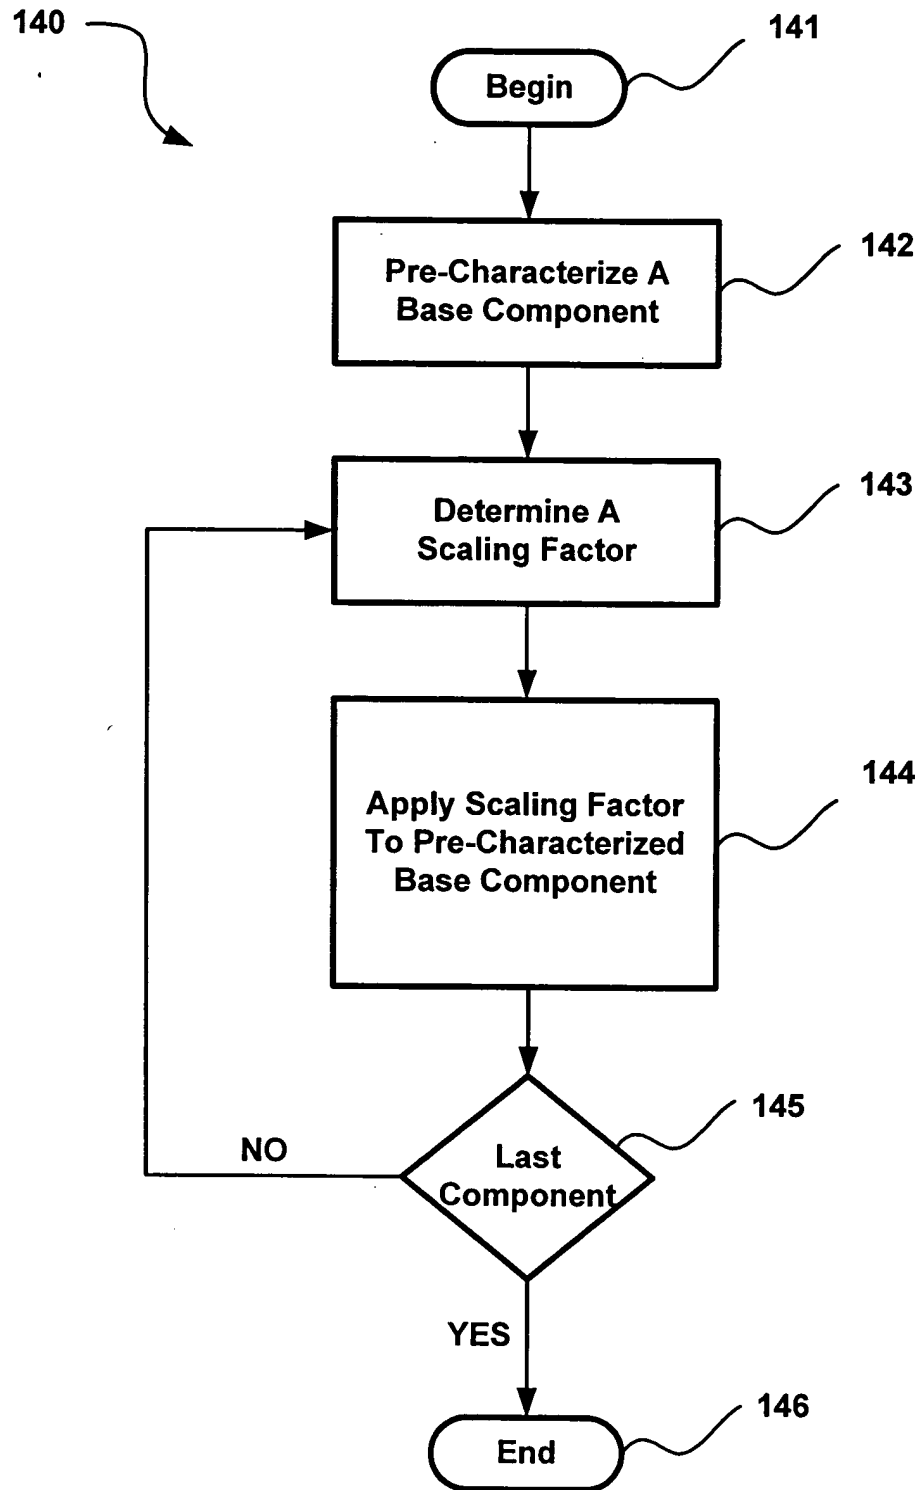 140
141
Begin
142
Pre-Characterize A
Base Component
143
Determine A
Scaling Factor
144
Apply Scaling Factor
To Pre-Characterized
Base Component
145
NO
Last
Component
YES
146
End